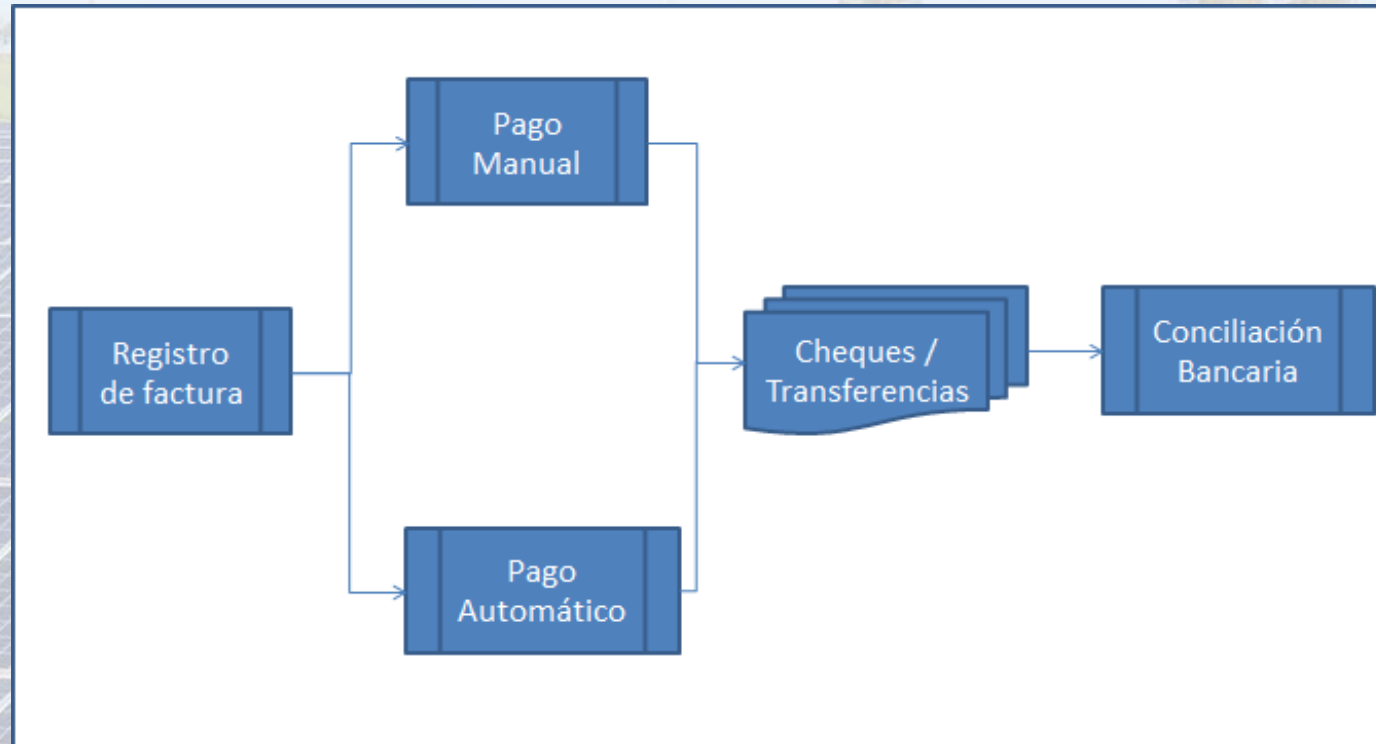 Pago
Manual
Registro
de factura
Cheques /
Transferencias
Conciliación
Bancaria
Pago
Automático